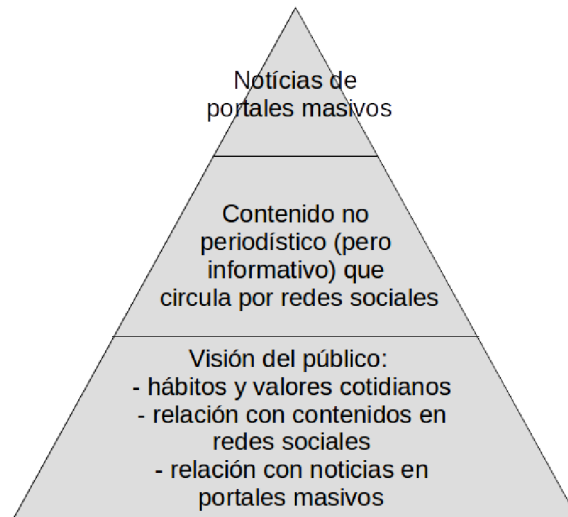 Notícias de
portales masivos
Contenido no
periodístico (pero
informativo) que
circula por redes sociales
Visión del público:
- hábitos y valores cotidianos
- relación con contenidos en
redes sociales
- relación con noticias en
portales masivos